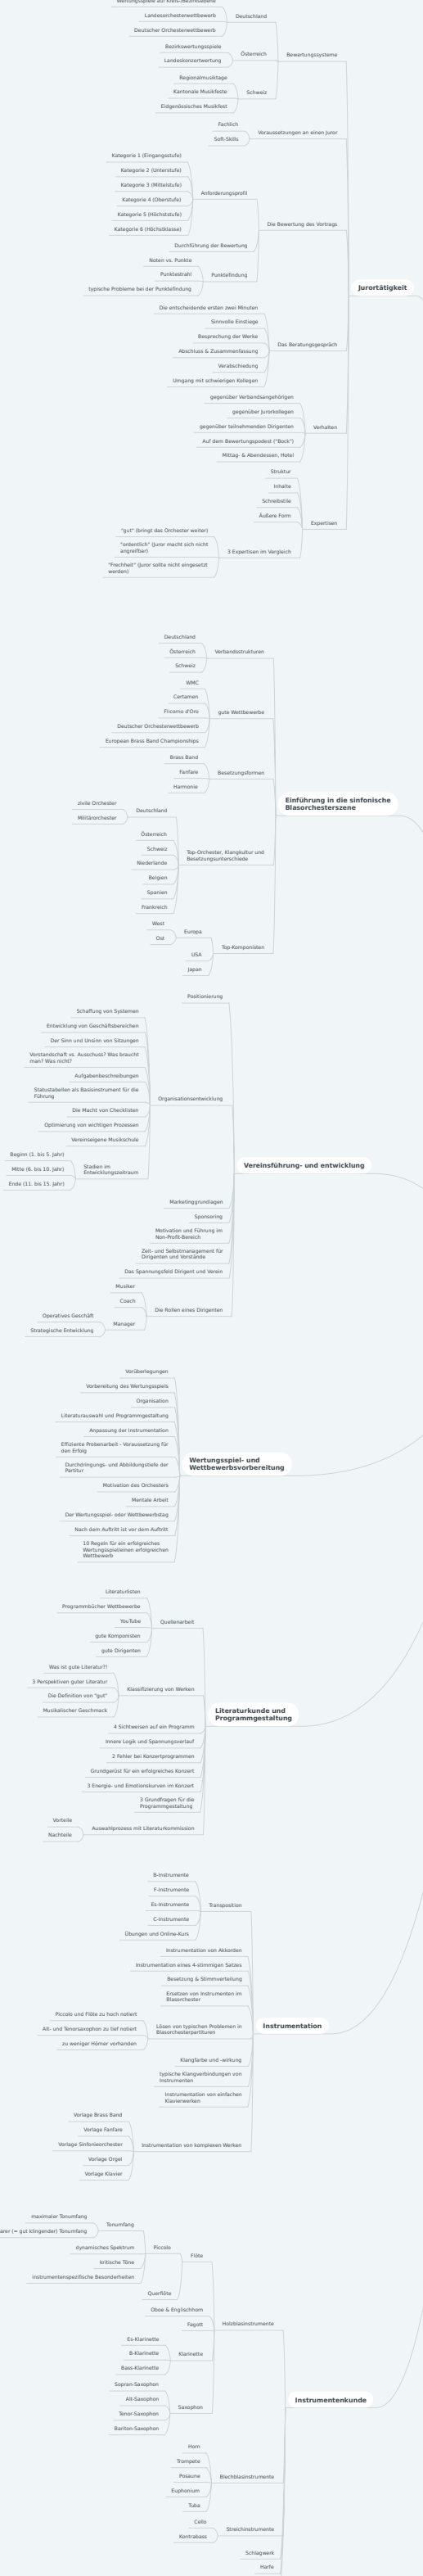 Wertungsspiele auf Kreis-/Bezirksebene
Landesorchesterwettbewerb
Deutschland
Deutscher Orchesterwettbewerb
Bezirkswertungsspiele
Österreich
Bewertungssysteme
Landeskonzertwertung
Regionalmusiktage
Kantonale Musikfeste
Schweiz
Eidgenössisches Musikfest
Fachlich
Voraussetzungen an einen Juror
Soft-Skills
Kategorie 1 (Eingangsstufe)
Kategorie 2 (Unterstufe)
Kategorie 3 (Mittelstufe)
Anforderungsprofil
Kategorie 4 (Oberstufe)
Kategorie 5 (Höchststufe)
Kategorie 6 (Höchstklasse)
Die Bewertung des Vortrags
Durchführung der Bewertung
Noten vs. Punkte
Punktestrahl
Punktfindung
typische Probleme bei der Punktefindung
Jurortätigkeit
Die entscheidende ersten zwei Minuten
Sinnvolle Einstiege
Besprechung der Werke
Das Beratungsgespräch
Abschluss & Zusammenfassung
Verabschiedung
Umgang mit schwierigen Kollegen
gegenüber Verbandsangehörigen
gegenüber Jurorkollegen
gegenüber teilnehmenden Dirigenten
Verhalten
Auf dem Bewertungspodest ("Bock")
Mittag- & Abendessen, Hotel
Struktur
Inhalte
Schreibstile
Äußere Form
Expertisen
"gut" (bringt das Orchester weiter)
"ordentlich" (Juror macht sich nicht
angreifbar)
3 Expertisen im Vergleich
"Frechheit" (Juror sollte nicht eingesetzt
werden)
Deutschland
Österreich
Verbandsstrukturen
Schweiz
WMC
Certamen
Flicorno d'Oro
gute Wettbewerbe
Deutscher Orchesterwettbewerb
European Brass Band Championships
Brass Band
Fanfare
Besetzungsformen
Harmonie
Einführung in die sinfonische
Blasorchesterszene
zivile Orchester
Deutschland
Militärorchester
Österreich
Schweiz
Top-Orchester, Klangkultur und
Besetzungsunterschiede
Niederlande
Belgien
Spanien
Frankreich
West
Europa
Ost
Top-Komponisten
USA
Japan
Positionierung
Schaffung von Systemen
Entwicklung von Geschäftsbereichen
Der Sinn und Unsinn von Sitzungen
Vorstandschaft vs. Ausschuss? Was braucht
man? Was nicht?
Aufgabenbeschreibungen
Statustabellen als Basisinstrument für die
Führung
Organisationsentwicklung
Die Macht von Checklisten
Optimierung von wichtigen Prozessen
Vereinseigene Musikschule
Beginn (1. bis 5. Jahr)
Mitte (6. bis 10. Jahr)
Stadien im
Entwicklungszeitraum
Ende (11. bis 15. Jahr)
Vereinsführung- und entwicklung
Marketinggrundlagen
Sponsoring
Motivation und Führung im
Non-Profit-Bereich
Zeit- und Selbstmanagement für
Dirigenten und Vorstände
Das Spannungsfeld Dirigent und Verein
Musiker
Coach
Die Rollen eines Dirigenten
Operatives Geschäft
Manager
Strategische Entwicklung
Vorüberlegungen
Vorbereitung des Wertungsspiels
Organisation
Literaturauswahl und Programmgestaltung
Anpassung der Instrumentation
Effiziente Probenarbeit - Voraussetzung für
den Erfolg
Durchdringungs- und Abbildungstiefe der
Partitur
Wertungsspiel- und
Wettbewerbsvorbereitung
Motivation des Orchesters
Mentale Arbeit
Der Wertungsspiel- oder Wettbewerbstag
Nach dem Auftritt ist vor dem Auftritt
10 Regeln für ein erfolgreiches
Wertungsspiel/einen erfolgreichen
Wettbewerb
Literaturlisten
Programmbücher Wettbewerbe
YouTube
Quellenarbeit
gute Komponisten
gute Dirigenten
Was ist gute Literatur?!
3 Perspektiven guter Literatur
Klassifizierung von Werken
Die Definition von "gut"
Musikalischer Geschmack
Literaturkunde und
Programmgestaltung
4 Sichtweisen auf ein Programm
Innere Logik und Spannungsverlauf
2 Fehler bei Konzertprogrammen
Grundgerüst für ein erfolgreiches Konzert
3 Energie- und Emotionskurven im Konzert
3 Grundfragen für die
Programmgestaltung
Vorteile
Auswahlprozess mit Literaturkommission
Nachteile
B-Instrumente
F-Instrumente
Es-Instrumente
Transposition
C-Instrumente
Übungen und Online-Kurs
Instrumentation von Akkorden
Instrumentation eines 4-stimmigen Satzes
Besetzung & Stimmverteilung
Ersetzen von Instrumenten im
Blasorchester
Piccolo und Flöte zu hoch notiert
Alt- und Tenorsaxophon zu tief notiert
Lösen von typischen Problemen in
Blasorchesterpartituren
zu weniger Hörner vorhanden
Instrumentation
Klangfarbe und -wirkung
typische Klangverbindungen von
Instrumenten
Instrumentation von einfachen
Klavierwerken
Vorlage Brass Band
Vorlage Fanfare
Vorlage Sinfonieorchester
Instrumentation von komplexen Werken
Vorlage Orgel
Vorlage Klavier
maximaler Tonumfang
Tonumfang
(= gut klingender) Tonumfang
dynamisches Spektrum
Piccolo
kritische Töne
Flöte
instrumentenspezifische Besonderheiten
Querflöte
Oboe & Englischhorn
Fagott
Holzblasinstrumente
Es-Klarinette
B-Klarinette
Klarinette
Bass-Klarinette
Sopran-Saxophon
Alt-Saxophon
Saxophon
Tenor-Saxophon
Bariton-Saxophon
Instrumentenkunde
Horn
Trompete
Posaune
Blechblasinstrumente
Euphonium
Tuba
Cello
Streichinstrumente
Kontrabass
Schlagwerk
Harfe